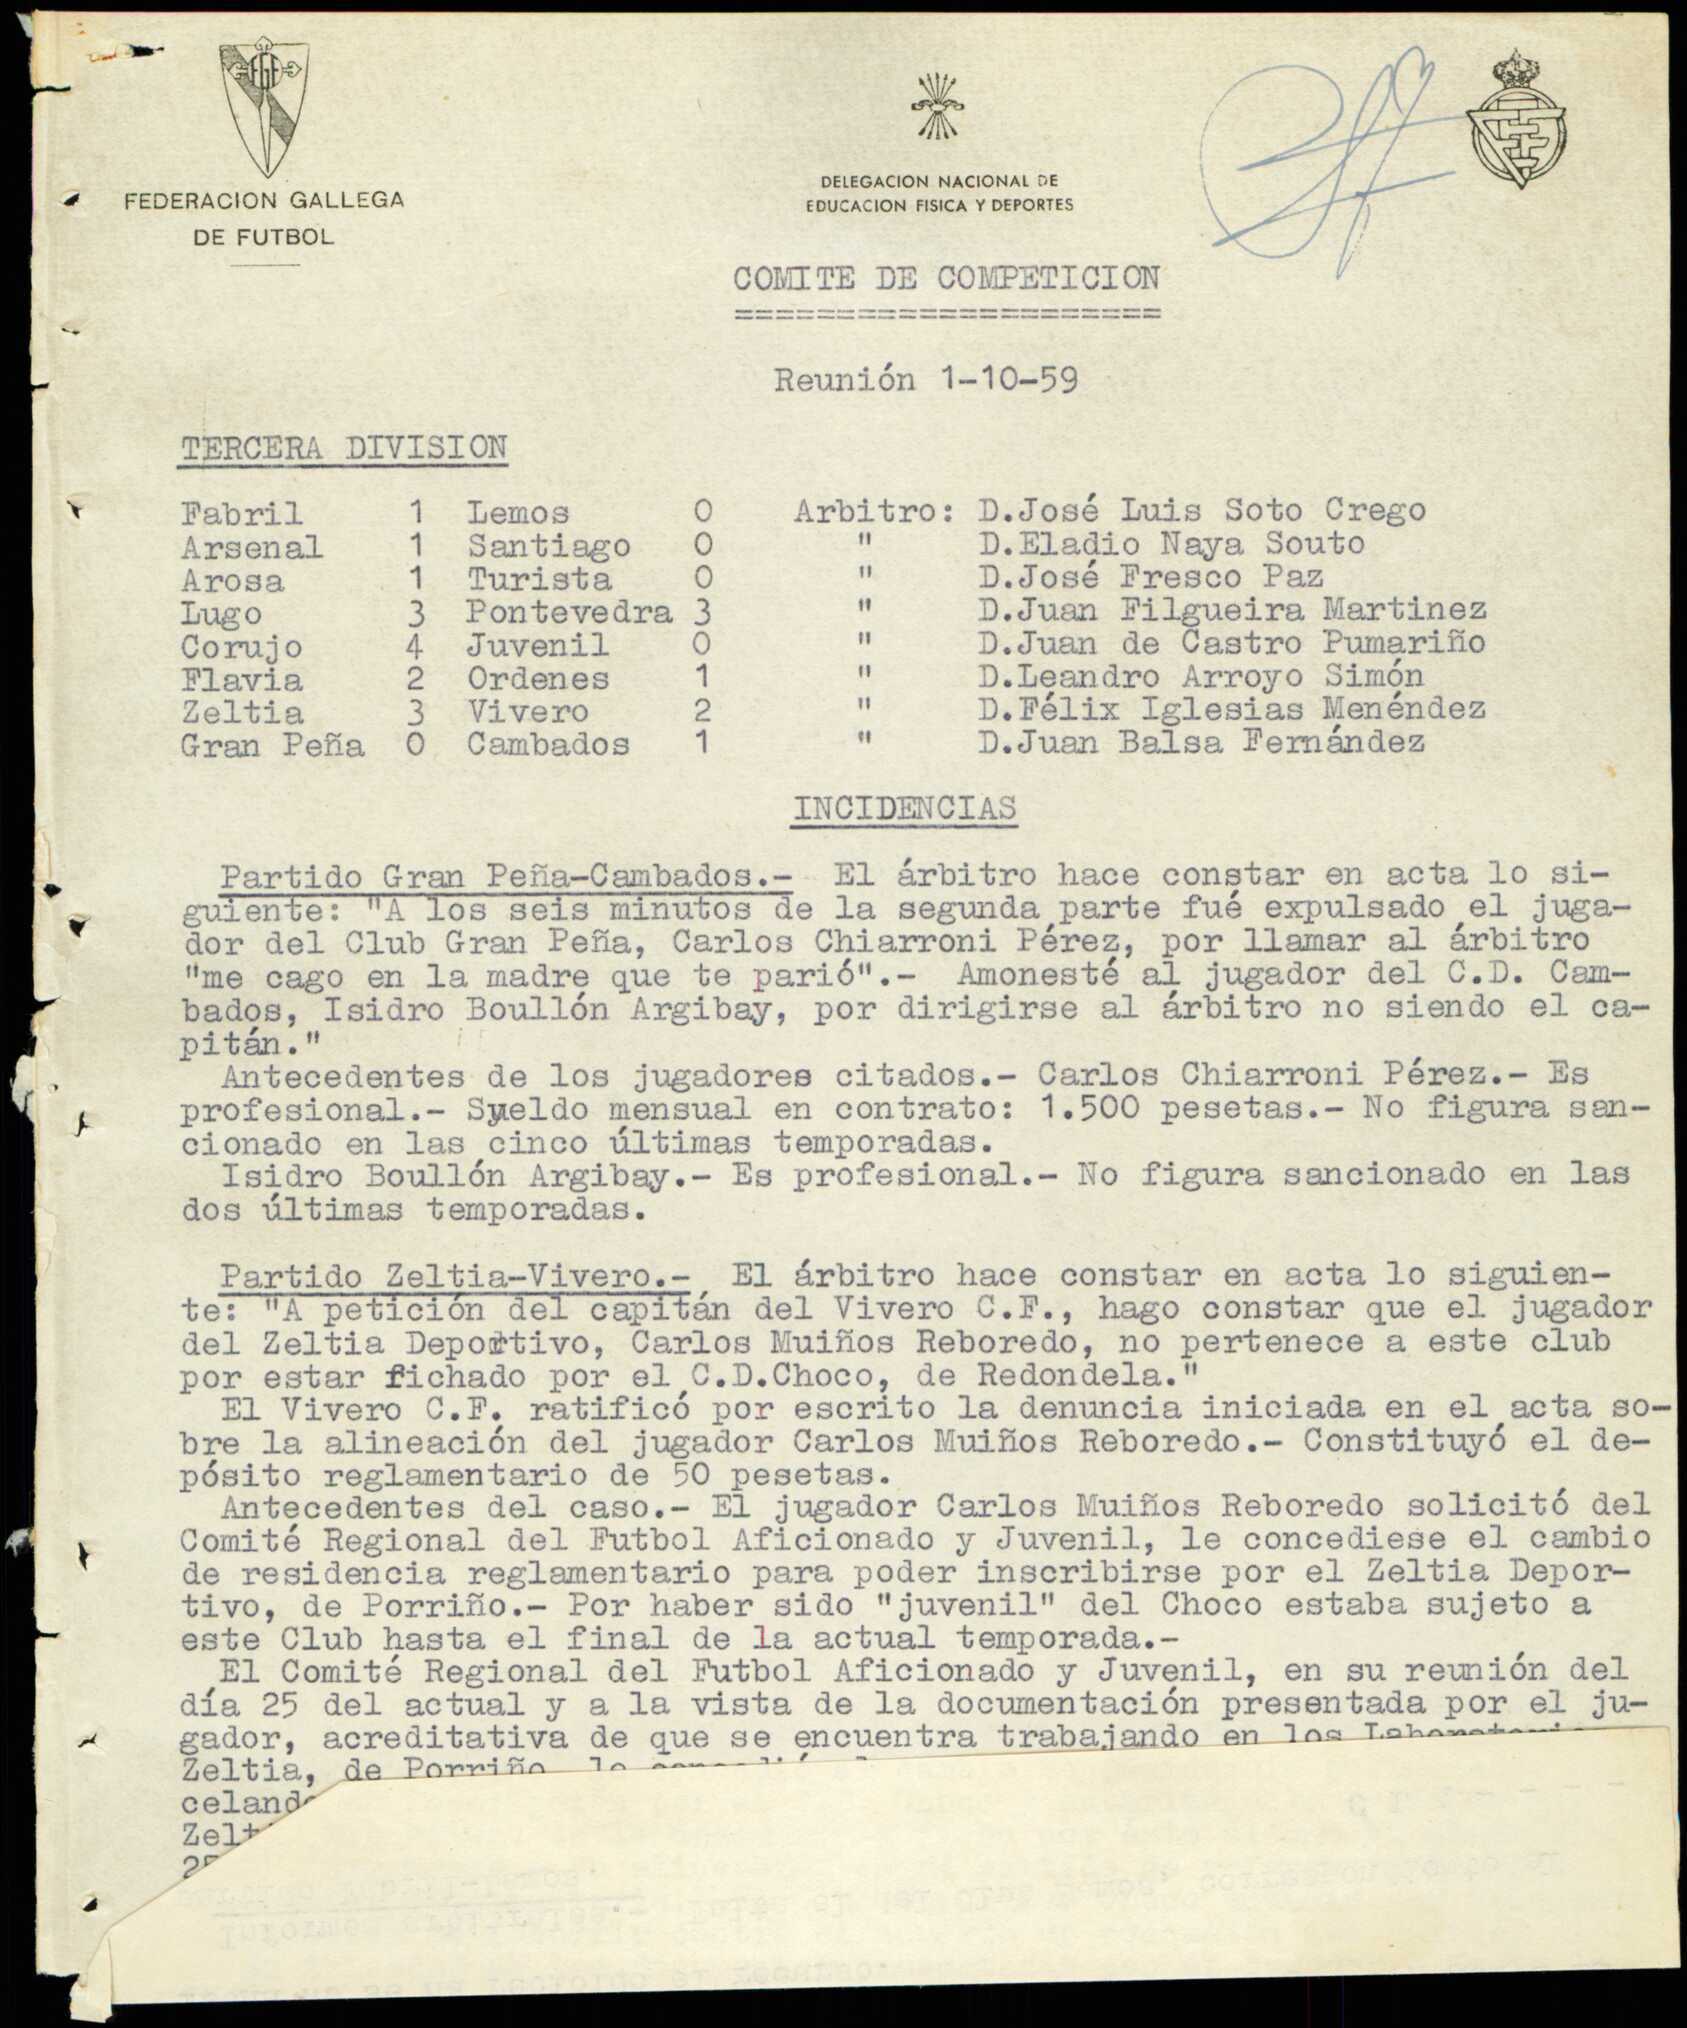 FGF
FEDERACION GALLEGA
DE FUTBOL
DELEGACION NACIONAL DE
EDUCACION FISICA Y DEPORTES
COMITE DE COMPETICION
=====================
Reunión 1-10-59
TERCERA DIVISION
Fabril 1 Lemos 0 Arbitro: D.José Luis Soto Crego
Arsenal 1 Santiago 0 " D.Eladio Naya Souto
Arosa 1 Turista 0 " D.José Fresco Paz
Lugo 3 Pontevedra 3 " D.Juan Filgueira Martinez
Corujo 4 Juvenil 0 " D.Juan de Castro Pumariño
Flavia 2 Ordenes 1 " D.Leandro Arroyo Simón
Zeltia 3 Vivero 2 " D.Félix Iglesias Menéndez
Gran Peña 0 Cambados 1 " D.Juan Balsa Fernández
INCIDENCIAS
Partido Gran Peña-Cambados.- El árbitro hace constar en acta lo si-
guiente: "A los seis minutos de la segunda parte fué expulsado el juga-
dor del Club Gran Peña, Carlos Chiarroni Pérez, por llamar al árbitro
"me cago en la madre que te parió".- Amonesté al jugador del C.D. Cam-
bados, Isidro Boullón Argibay, por dirigirse al árbitro no siendo el ca-
pitán."
Antecedentes de los jugadores citados.- Carlos Chiarroni Pérez.- Es
profesional.- Sueldo mensual en contrato: 1.500 pesetas.- No figura san-
cionado en las cinco últimas temporadas.
Isidro Boullón Argibay.- Es profesional.- No figura sancionado en las
dos últimas temporadas.
Partido Zeltia-Vivero.- El árbitro hace constar en acta lo siguien-
te: "A petición del capitán del Vivero C.F., hago constar que el jugador
del Zeltia Deportivo, Carlos Muiños Reboredo, no pertenece a este club
por estar fichado por el C.D.Choco, de Redondela."
El Vivero C.F. ratificó por escrito la denuncia iniciada en el acta so-
bre la alineación del jugador Carlos Muiños Reboredo.- Constituyó el de-
pósito reglamentario de 50 pesetas.
Antecedentes del caso.- El jugador Carlos Muiños Reboredo solicitó del
Comité Regional del Futbol Aficionado y Juvenil, le concediese el cambio
de residencia reglamentario para poder inscribirse por el Zeltia Depor-
tivo, de Porriño.- Por haber sido "juvenil" del Choco estaba sujeto a
este Club hasta el final de la actual temporada.-
El Comité Regional del Futbol Aficionado y Juvenil, en su reunión del
día 25 del actual y a la vista de la documentación presentada por el ju-
gador, acreditativa de que se encuentra trabajando en los
Zeltia, de Porriño